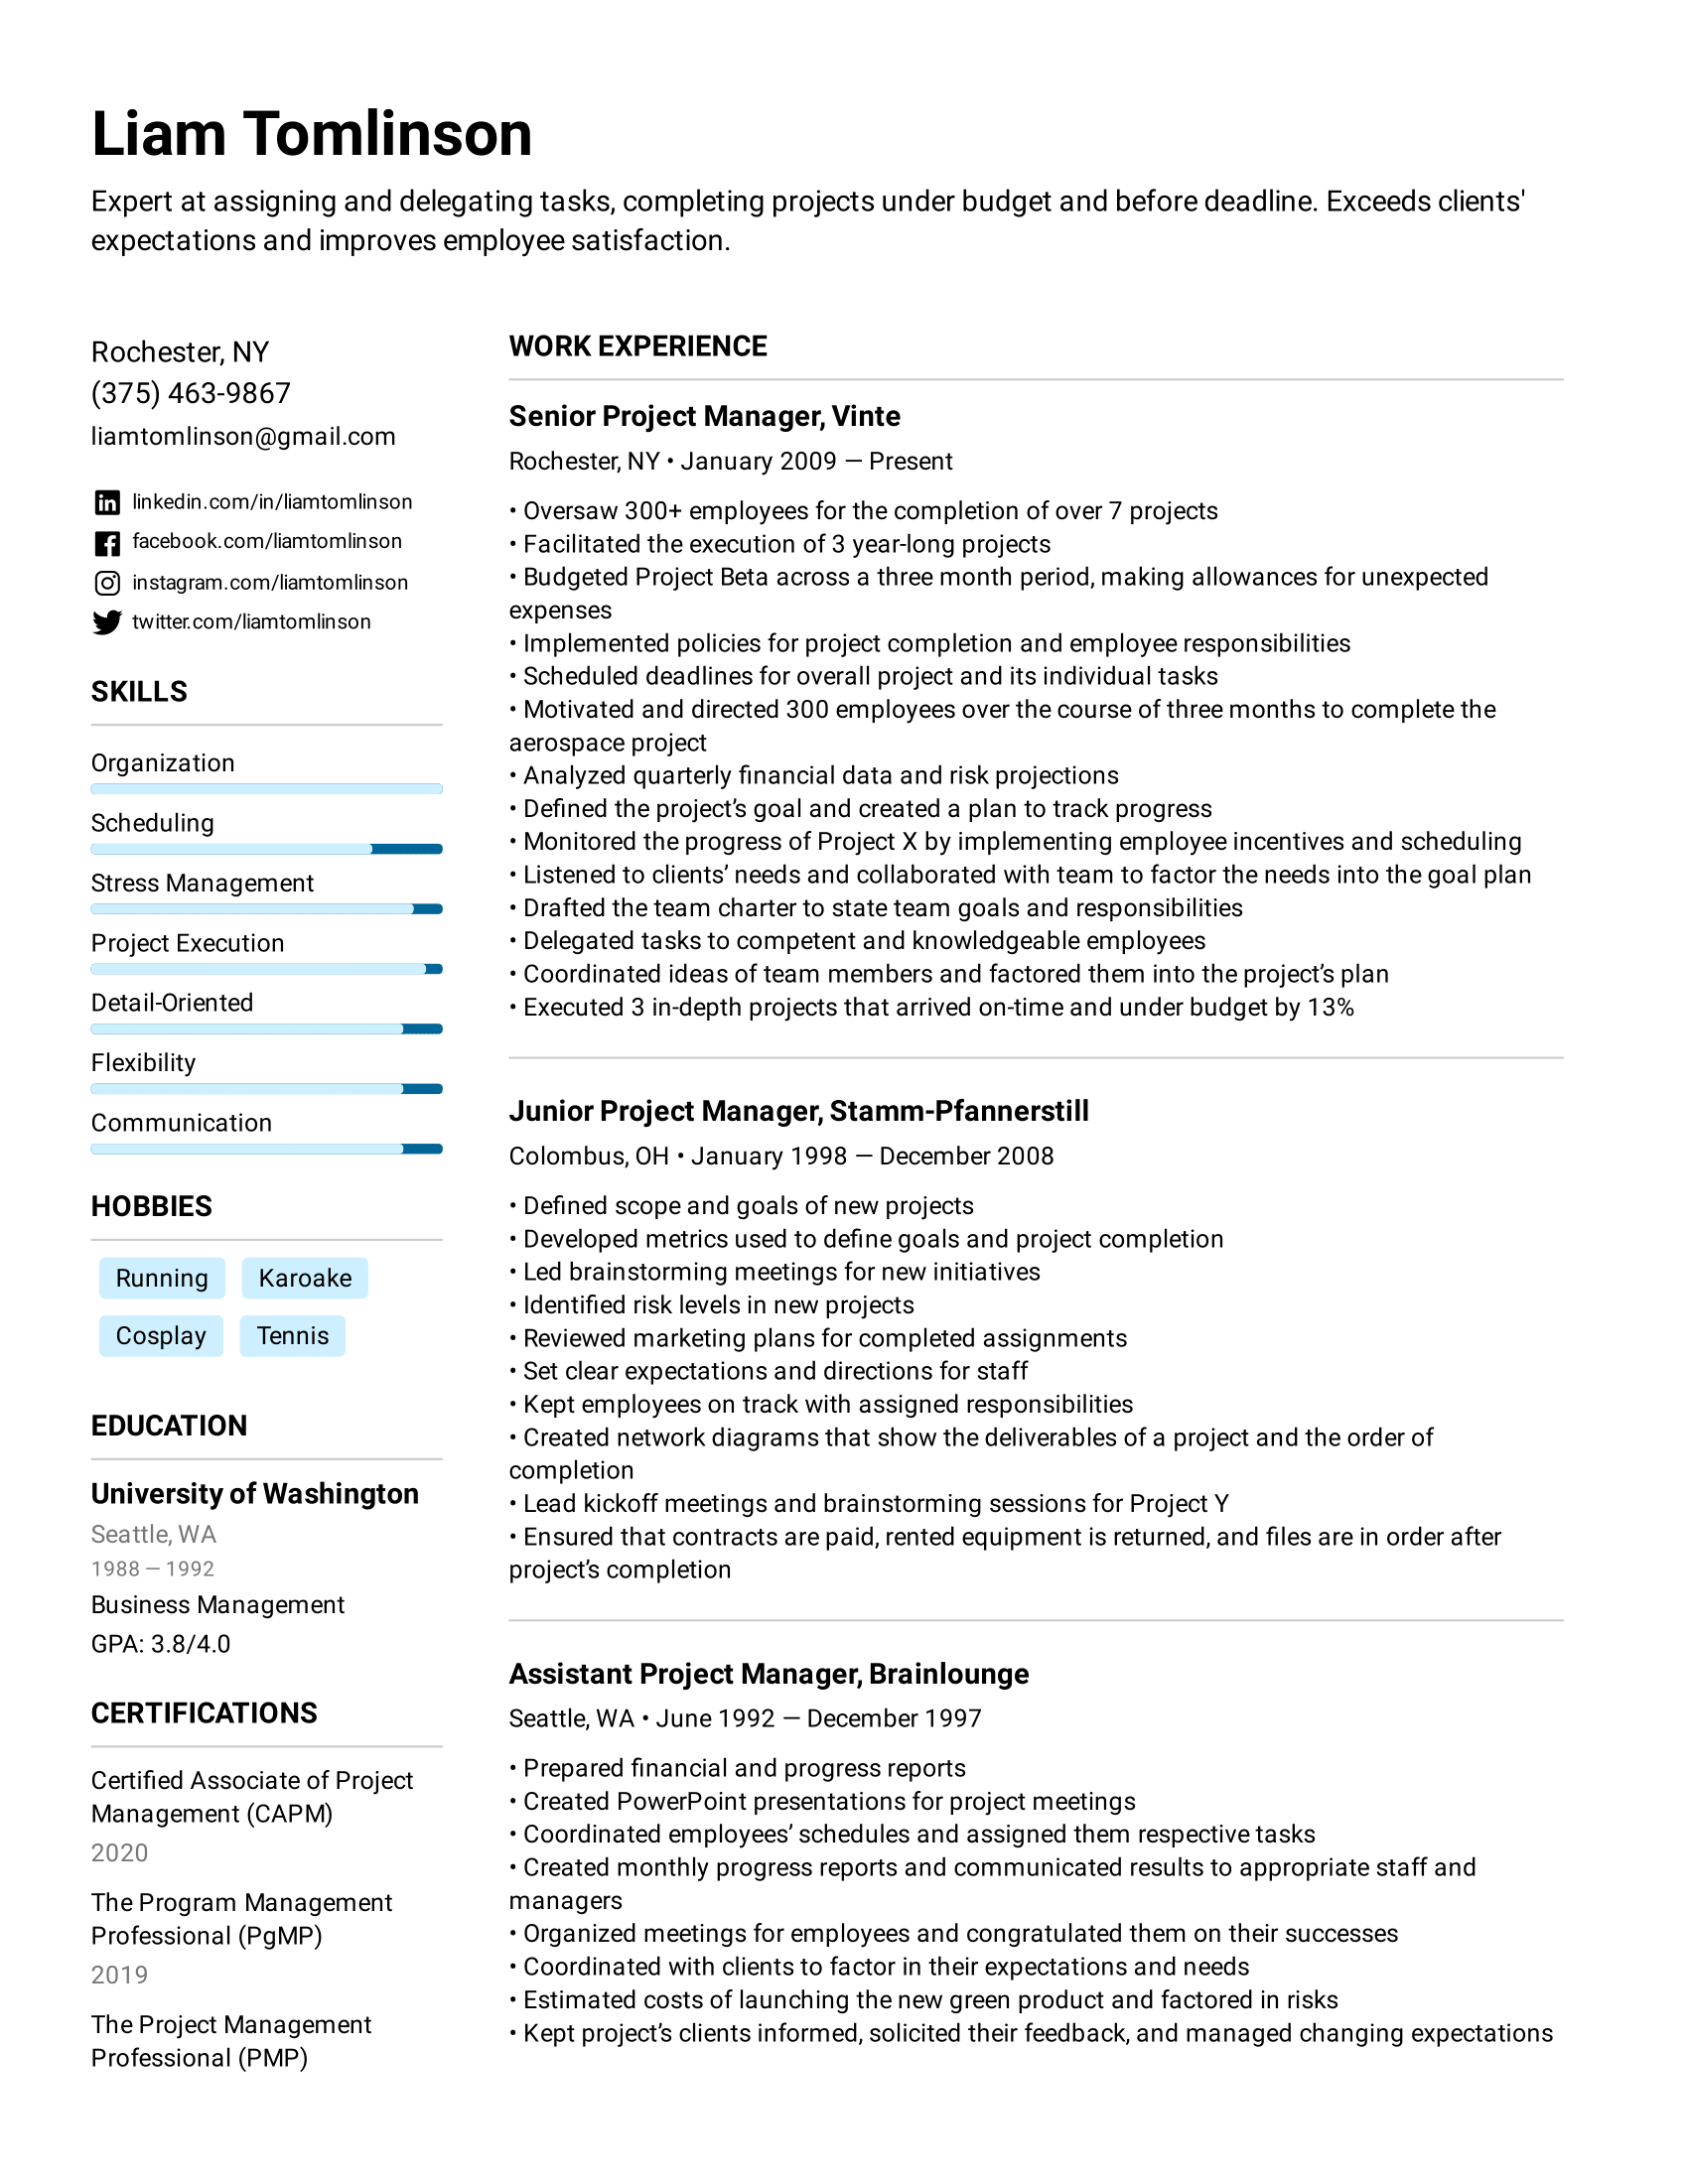 Liam Tomlinson
Expert at assigning and delegating tasks, completing projects under budget and before deadline. Exceeds clients'
expectations and improves employee satisfaction.
Rochester, NY
(375) 463-9867
liamtomlinson@gmail.com
linkedin.com/in/liamtomlinson
facebook.com/liamtomlinson
instagram.com/liamtomlinson
twitter.com/liamtomlinson
SKILLS
Organization
Scheduling
Stress Management
Project Execution
Detail-Oriented
Flexibility
Communication
HOBBIES
Running Karoake
Cosplay Tennis
EDUCATION
University of Washington
Seattle, WA
1988 — 1992
Business Management
GPA: 3.8/4.0
CERTIFICATIONS
Certified Associate of Project
Management (CAPM)
2020
The Program Management
Professional (PgMP)
2019
The Project Management
Professional (PMP)
WORK EXPERIENCE
Senior Project Manager, Vinte
Rochester, NY • January 2009 — Present
• Oversaw 300+ employees for the completion of over 7 projects
• Facilitated the execution of 3 year-long projects
• Budgeted Project Beta across a three month period, making allowances for unexpected
expenses
• Implemented policies for project completion and employee responsibilities
• Scheduled deadlines for overall project and its individual tasks
• Motivated and directed 300 employees over the course of three months to complete the
aerospace project
• Analyzed quarterly financial data and risk projections
• Defined the project’s goal and created a plan to track progress
• Monitored the progress of Project X by implementing employee incentives and scheduling
• Listened to clients’ needs and collaborated with team to factor the needs into the goal plan
• Drafted the team charter to state team goals and responsibilities
• Delegated tasks to competent and knowledgeable employees
• Coordinated ideas of team members and factored them into the project’s plan
• Executed 3 in-depth projects that arrived on-time and under budget by 13%
Junior Project Manager, Stamm-Pfannerstill
Colombus, OH • January 1998 — December 2008
• Defined scope and goals of new projects
• Developed metrics used to define goals and project completion
• Led brainstorming meetings for new initiatives
• Identified risk levels in new projects
• Reviewed marketing plans for completed assignments
• Set clear expectations and directions for staff
• Kept employees on track with assigned responsibilities
• Created network diagrams that show the deliverables of a project and the order of
completion
• Lead kickoff meetings and brainstorming sessions for Project Y
• Ensured that contracts are paid, rented equipment is returned, and files are in order after
project’s completion
Assistant Project Manager, Brainlounge
Seattle, WA • June 1992 — December 1997
• Prepared financial and progress reports
• Created PowerPoint presentations for project meetings
• Coordinated employees’ schedules and assigned them respective tasks
• Created monthly progress reports and communicated results to appropriate staff and
managers
• Organized meetings for employees and congratulated them on their successes
• Coordinated with clients to factor in their expectations and needs
• Estimated costs of launching the new green product and factored in risks
• Kept project’s clients informed, solicited their feedback, and managed changing expectations